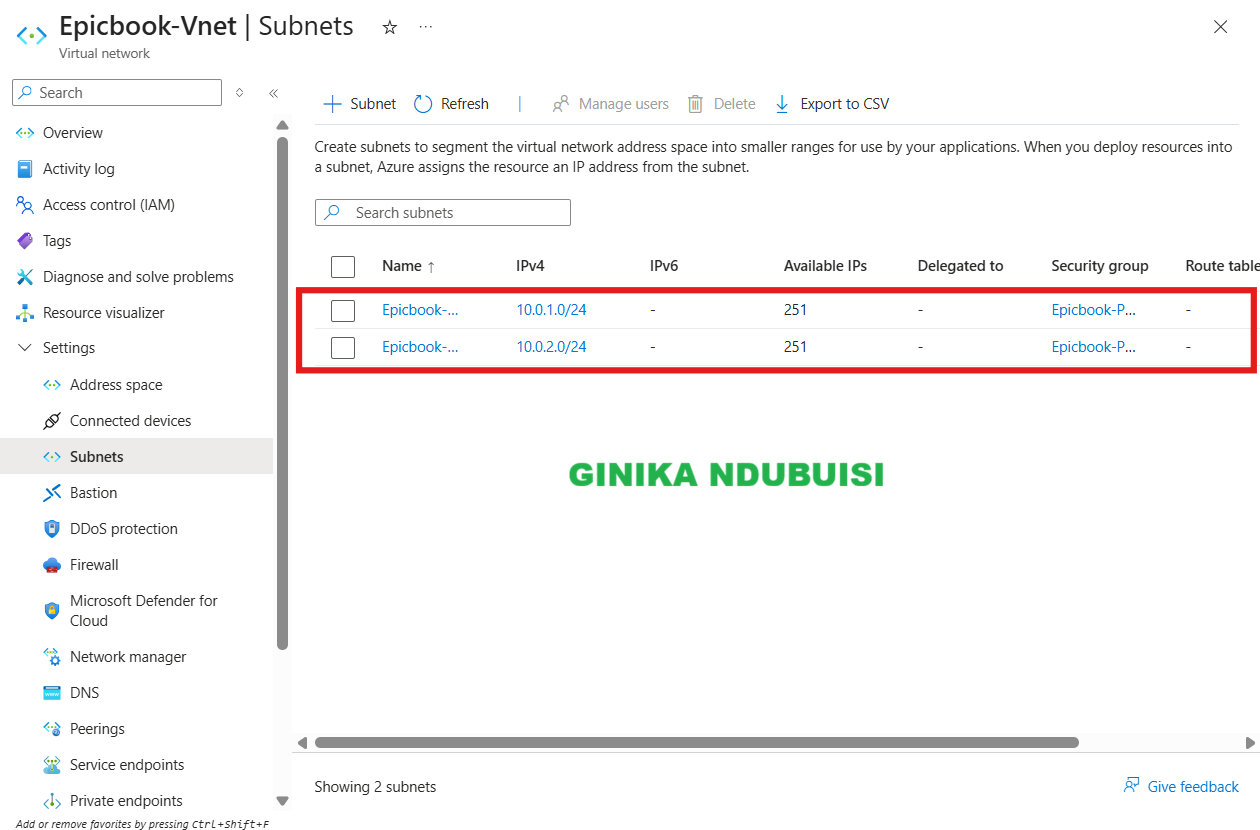 Epicbook-Vnet | Subnets
Virtual network
Search
Overview
Activity log
Access control (IAM)
Tags
Diagnose and solve problems
Resource visualizer
Settings
Address space
Connected devices
Subnets
Bastion
DDoS protection
Firewall
Microsoft Defender for
Cloud
Network manager
DNS
Peerings
Service endpoints
Private endpoints
Add or remove favorites by pressing Ctrl+Shift+F
Subnet Refresh | Manage users Delete Export to CSV
Create subnets to segment the virtual network address space into smaller ranges for use by your applications. When you deploy resources into
a subnet, Azure assigns the resource an IP address from the subnet.
Search subnets
Name ↑ IPv4 IPv6 Available IPs Delegated to Security group Route table
Epicbook-... 10.0.1.0/24 - 251 - Epicbook-P... -
Epicbook-... 10.0.2.0/24 - 251 - Epicbook-P... -
GINIKA NDUBUISI
Showing 2 subnets
Give feedback